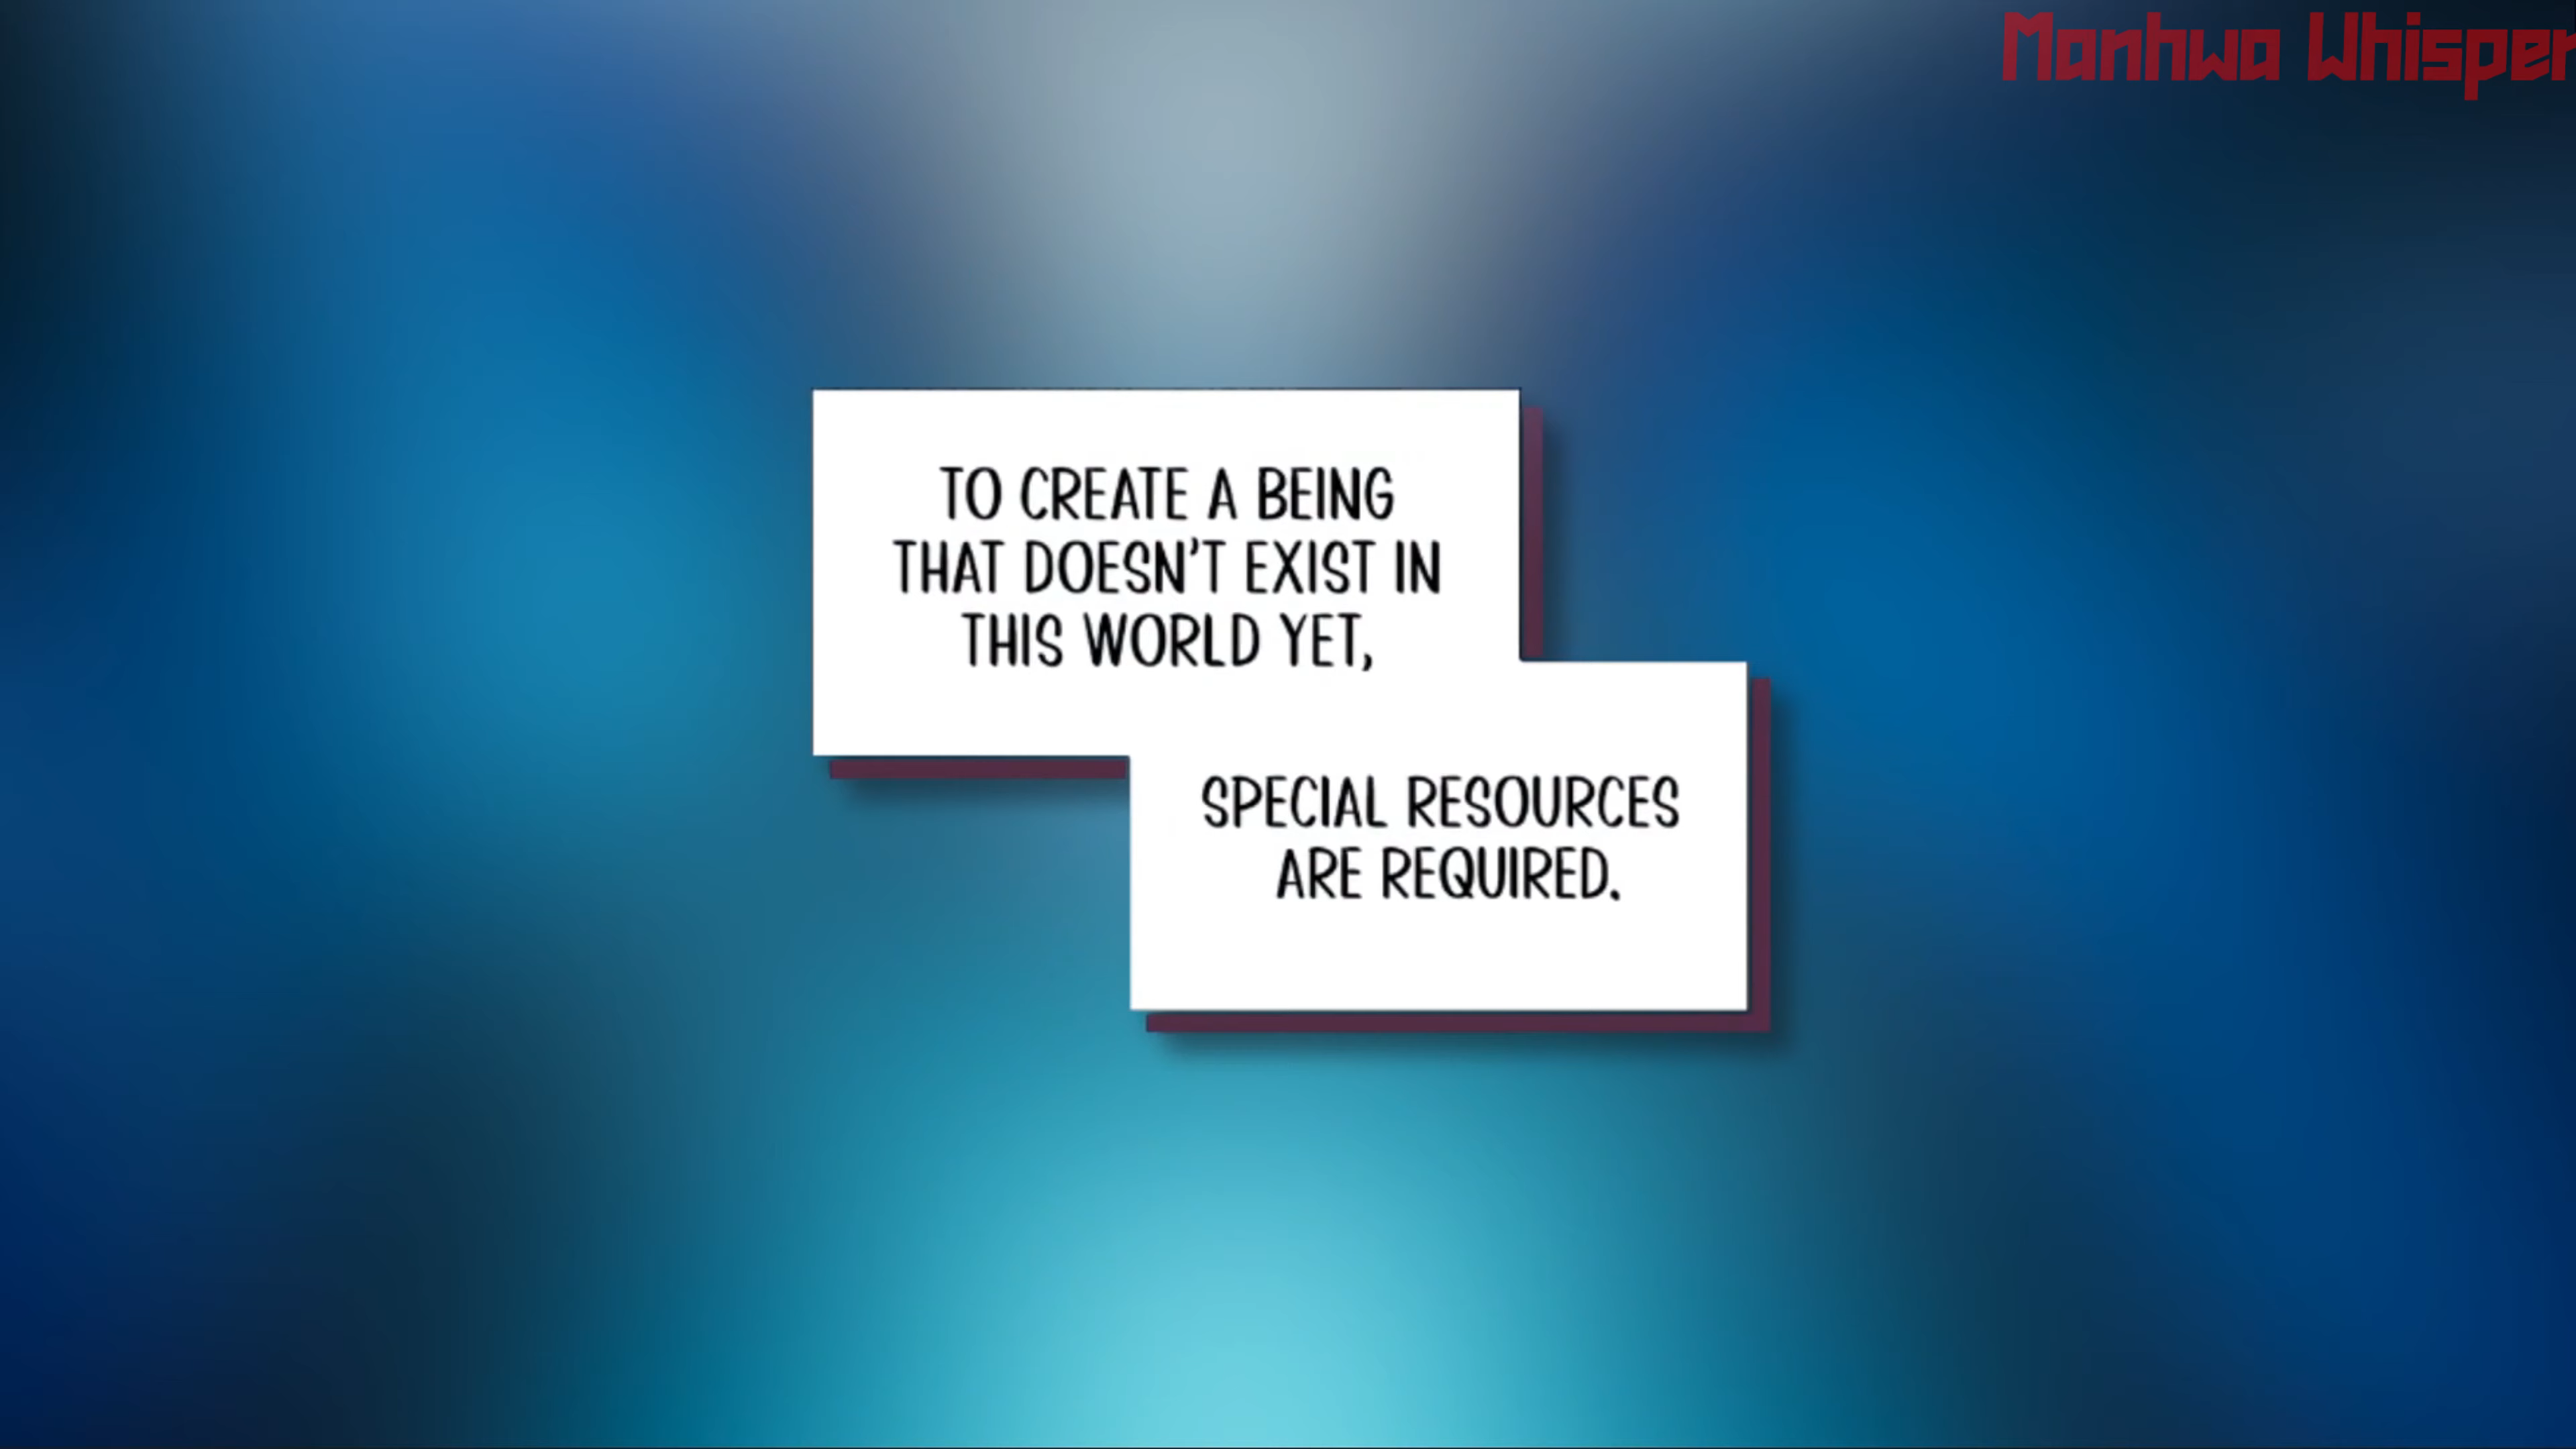 Manhwa Whisper
TO CREATE A BEING
THAT DOESN'T EXIST IN
THIS WORLD YET,
SPECIAL RESOURCES
ARE REQUIRED.